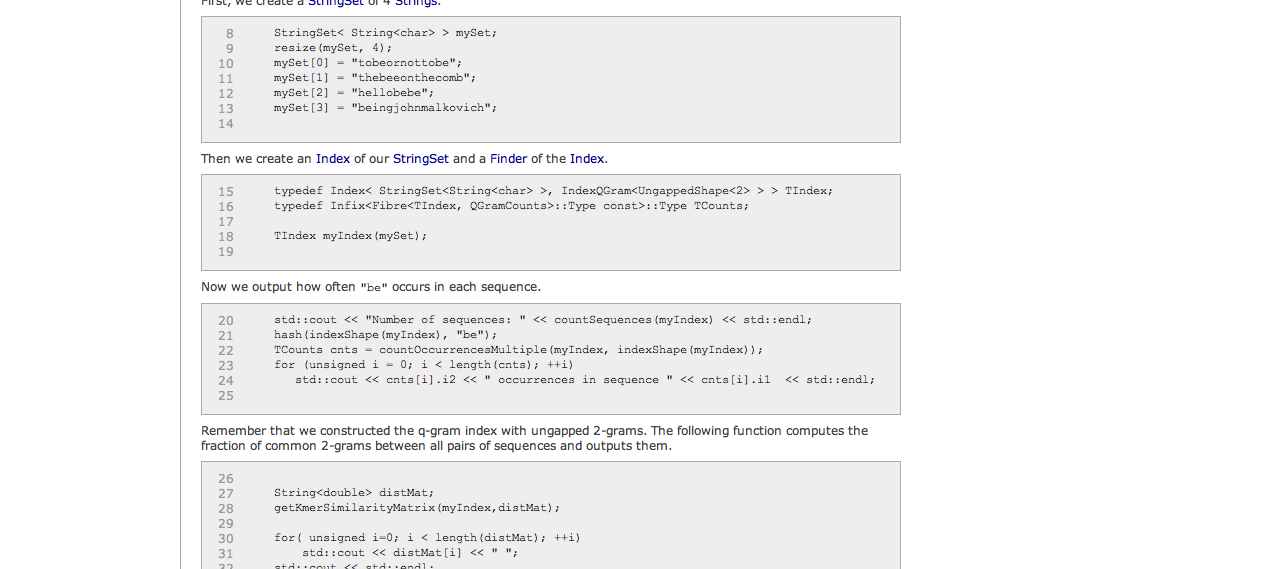 First, we create a StringSet of 4 Strings.
8 StringSet< String<char> > mySet;
9 resize(mySet, 4);
10 mySet[0] = "tobeornottobe";
11 mySet[1] = "thebeeonthecomb";
12 mySet[2] = "hellobebe";
13 mySet[3] = "beingjohnmalkovich";
14
Then we create an Index of our StringSet and a Finder of the Index.
15 typedef Index< StringSet<String<char> >, IndexQGram<UngappedShape<2> > > TIndex;
16 typedef Infix<Fibre<TIndex, QGramCounts>::Type const>::Type TCounts;
17
18 TIndex myIndex(mySet);
19
Now we output how often "be" occurs in each sequence.
20 std::cout << "Number of sequences: " << countSequences(myIndex) << std::endl;
21 hash(indexShape(myIndex), "be");
22 TCounts cnts = countOccurrencesMultiple(myIndex, indexShape(myIndex));
23 for (unsigned i = 0; i < length(cnts); ++i)
24 std::cout << cnts[i].i2 << " occurrences in sequence " << cnts[i].i1  << std::endl;
25
Remember that we constructed the q-gram index with ungapped 2-grams. The following function computes the
fraction of common 2-grams between all pairs of sequences and outputs them.
26
27 String<double> distMat;
28 getKmerSimilarityMatrix(myIndex,distMat);
29
30 for( unsigned i=0; i < length(distMat); ++i)
31 std::cout << distMat[i] << " ";
32 std::cout << std::endl;